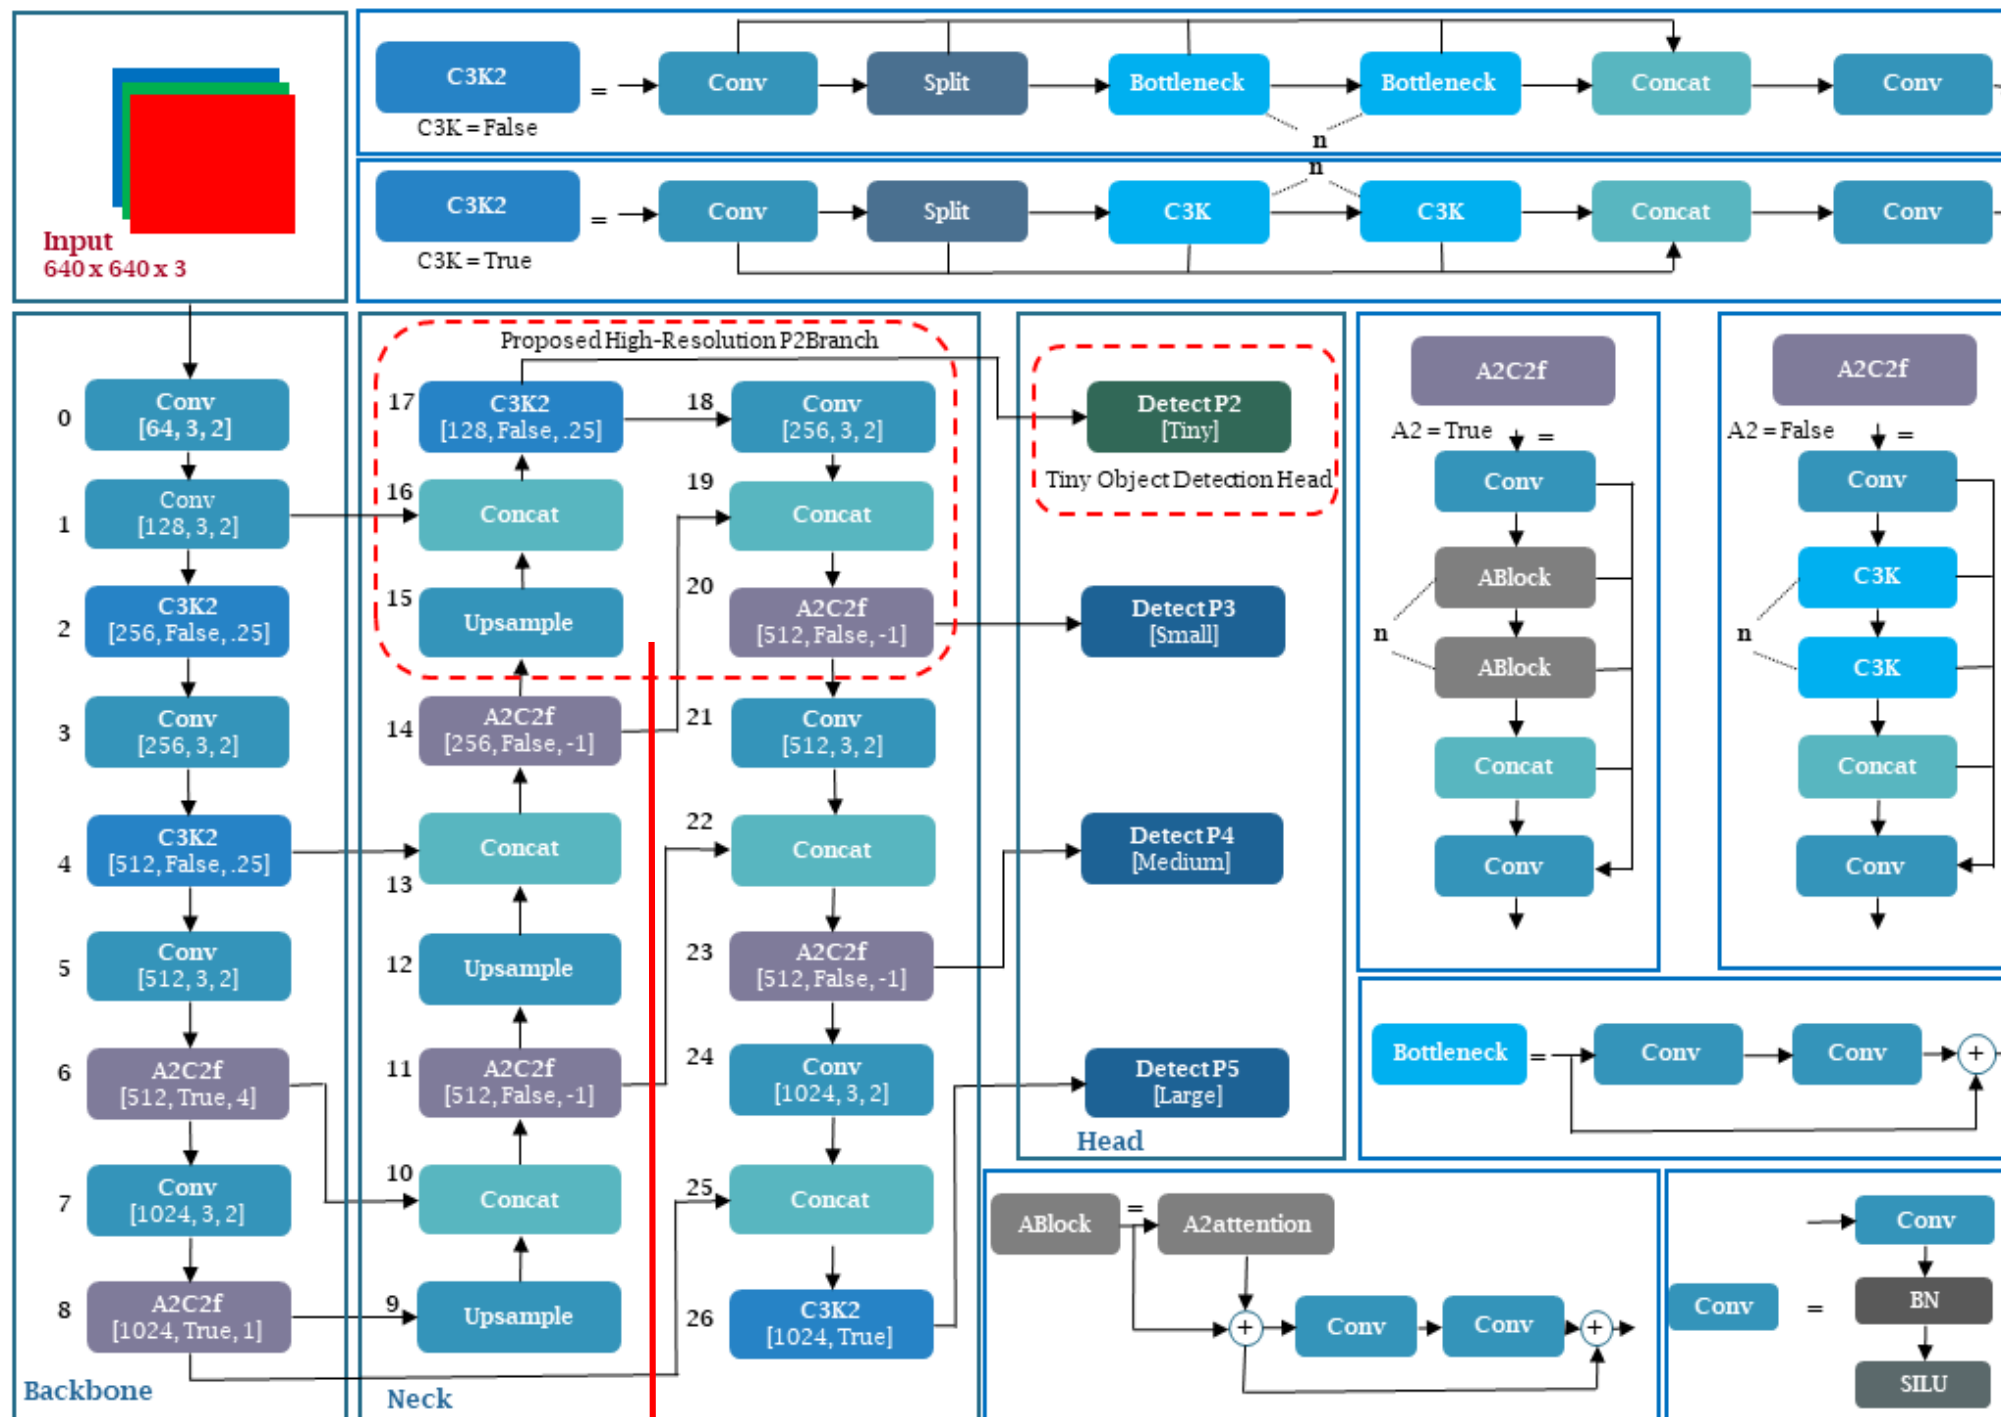 Input
640 x 640 x 3
C3K2
C3K = False
=
Conv
Split
Bottleneck
Bottleneck
n
Concat
Conv
C3K2
C3K = True
=
Conv
Split
C3K
C3K
n
Concat
Conv
0
Conv
[64, 3, 2]
1
Conv
[128, 3, 2]
2
C3K2
[256, False, .25]
3
Conv
[256, 3, 2]
4
C3K2
[512, False, .25]
5
Conv
[512, 3, 2]
6
A2C2f
[512, True, 4]
7
Conv
[1024, 3, 2]
8
A2C2f
[1024, True, 1]
Backbone
Proposed High-Resolution P2Branch
17
C3K2
[128, False, .25]
16
Concat
15
Upsample
14
A2C2f
[256, False, -1]
Concat
13
12
Upsample
11
A2C2f
[512, False, -1]
10
Concat
9
Upsample
Neck
18
Conv
[256, 3, 2]
19
Concat
20
A2C2f
[512, False, -1]
21
Conv
[512, 3, 2]
22
Concat
23
A2C2f
[512, False, -1]
24
Conv
[1024, 3, 2]
25
Concat
26
C3K2
[1024, True]
Detect P2
[Tiny]
Tiny Object Detection Head
Detect P3
[Small]
Detect P4
[Medium]
Detect P5
[Large]
Head
A2C2f
A2 = True
=
Conv
ABlock
n
ABlock
Concat
Conv
A2C2f
A2 = False
=
Conv
C3K
n
C3K
Concat
Conv
Bottleneck
=
Conv
Conv
+
ABlock
=
A2attention
+
Conv
Conv
+
Conv
=
Conv
BN
SILU